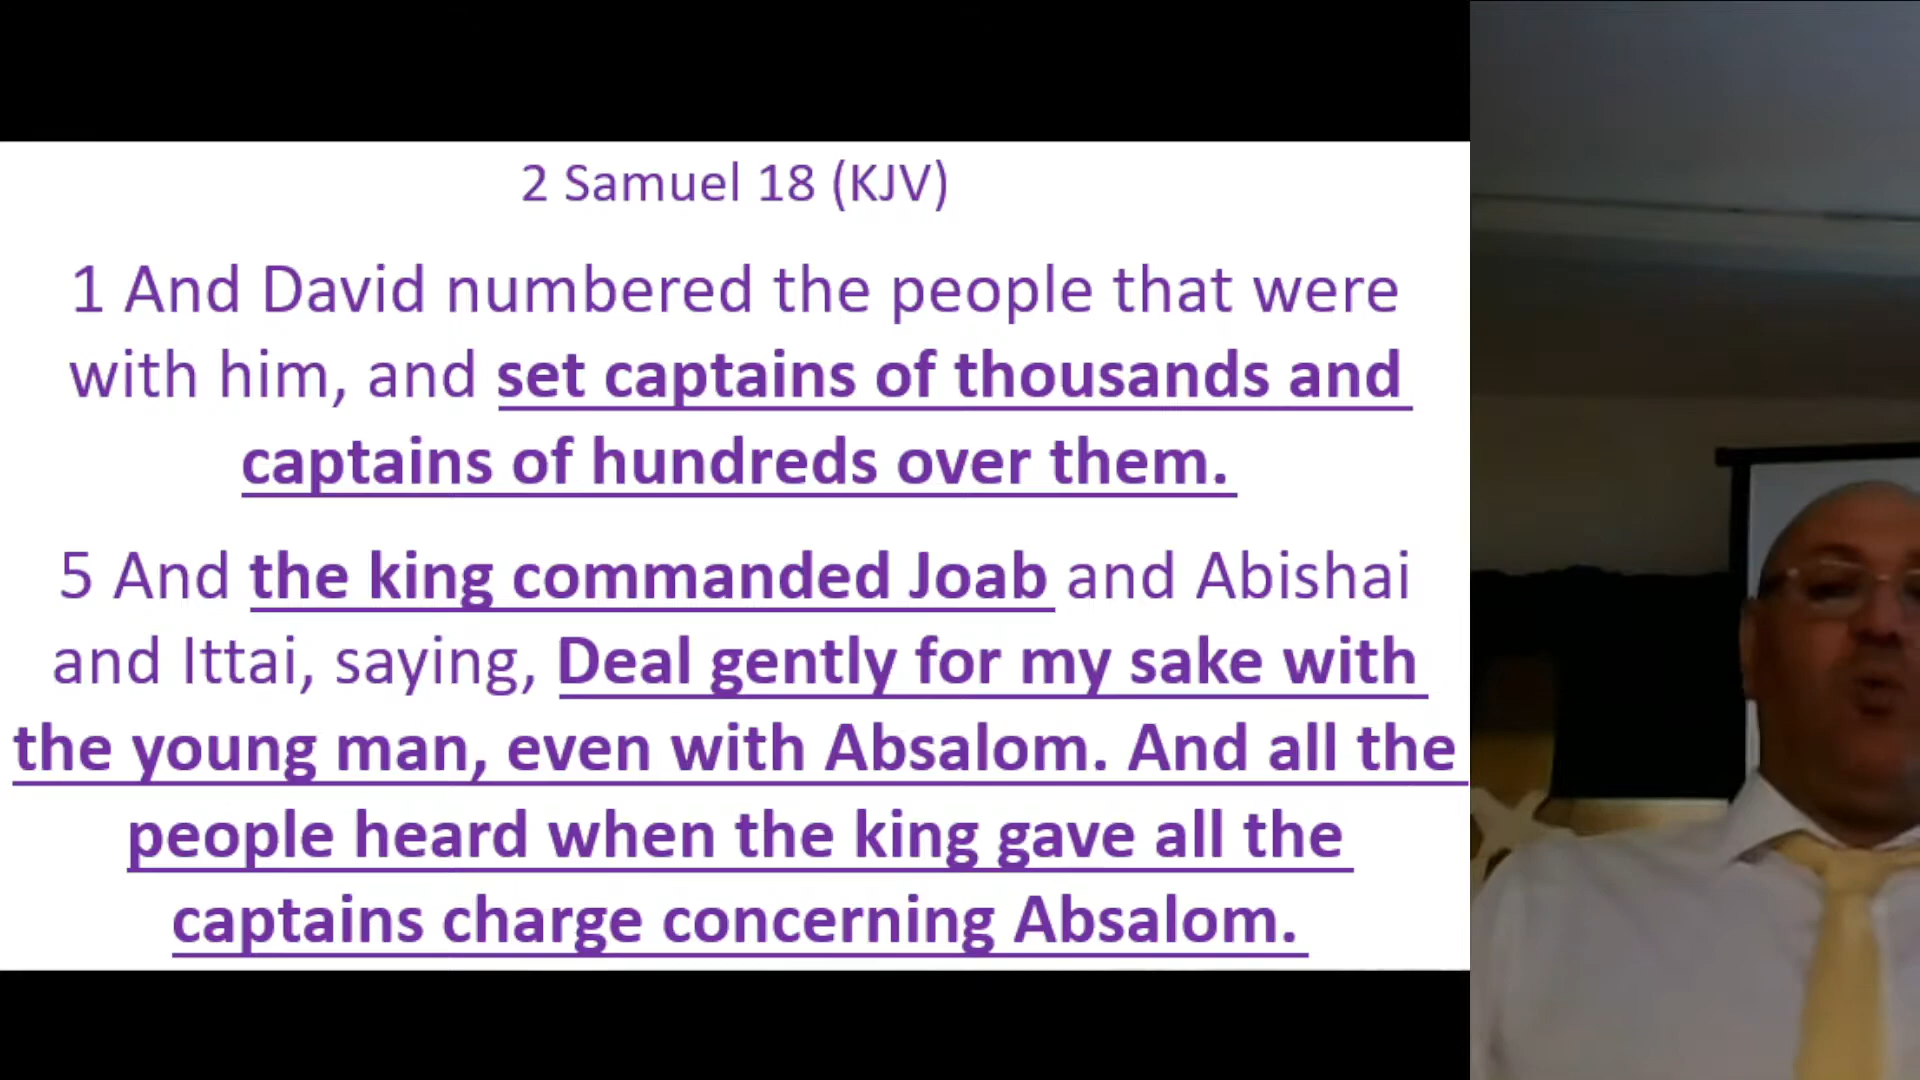 2 Samuel 18 (KJV)
1 And David numbered the people that were
with him, and set captains of thousands and
captains of hundreds over them.
5 And the king commanded Joab and Abishai
and Ittai, saying, Deal gently for my sake with
the young man, even with Absalom. And all the
people heard when the king gave all the
captains charge concerning Absalom.